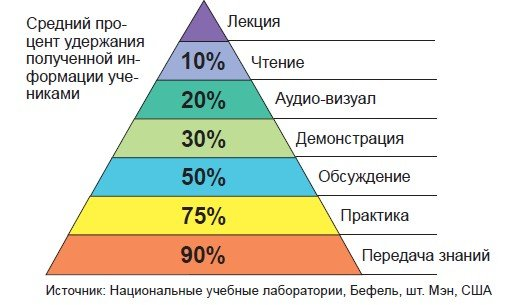 Средний про-
цент удержания
полученной ин-
формации уче-
никами
Лекция
10% Чтение
20% Аудио-визуал
30% Демонстрация
50% Обсуждение
75% Практика
90% Передача знаний
Источник: Национальные учебные лаборатории, Бефель, шт. Мэн, США